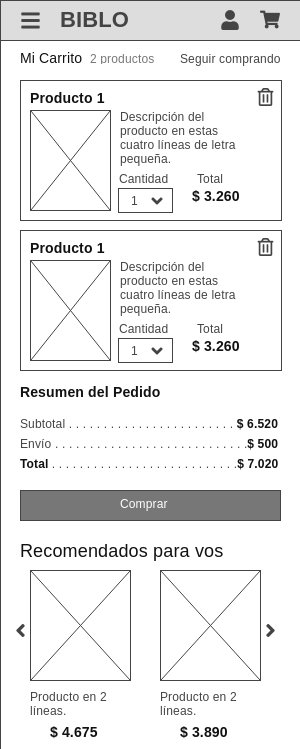 BIBLO
Mi Carrito 2 productos Seguir comprando
Producto 1
Descripción del
producto en estas
cuatro líneas de letra
pequeña.
Cantidad Total
1 $ 3.260
Producto 1
Descripción del
producto en estas
cuatro líneas de letra
pequeña.
Cantidad Total
1 $ 3.260
Resumen del Pedido
Subtotal . . . . . . . . . . . . . . . . . . . . . . . . $ 6.520
Envío . . . . . . . . . . . . . . . . . . . . . . . . . . . . $ 500
Total . . . . . . . . . . . . . . . . . . . . . . . . . . . $ 7.020
Comprar
Recomendados para vos
Producto en 2
líneas.
$ 4.675
Producto en 2
líneas.
$ 3.890